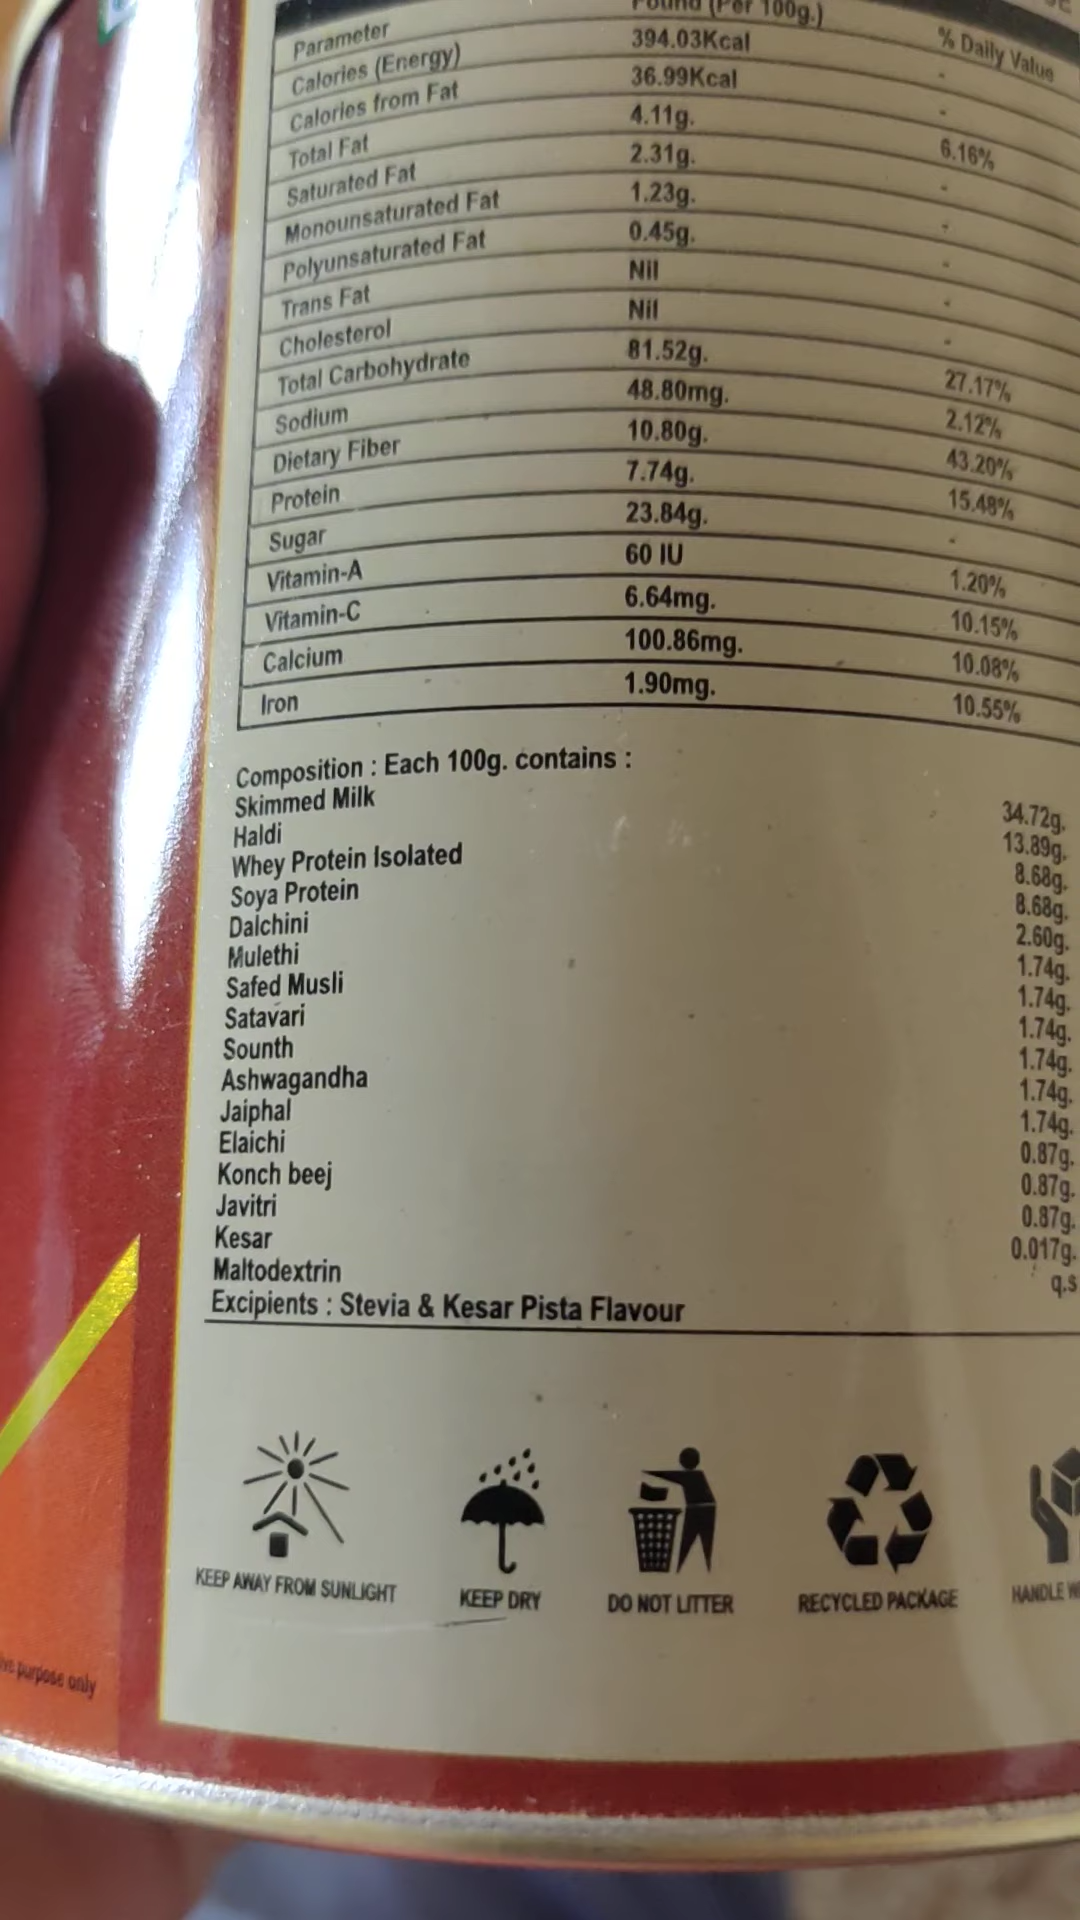 Parameter Found (Per 100g.) % Daily Value
Calories (Energy) 394.03Kcal -
Calories from Fat 36.99Kcal -
Total Fat 4.11g. 6.16%
Saturated Fat 2.31g. -
Monounsaturated Fat 1.23g. -
Polyunsaturated Fat 0.45g. -
Trans Fat Nil -
Cholesterol Nil -
Total Carbohydrate 81.52g. 27.17%
Sodium 48.80mg. 2.12%
Dietary Fiber 10.80g. 43.20%
Protein 7.74g. 15.48%
Sugar 23.84g. -
Vitamin-A 60 IU 1.20%
Vitamin-C 6.64mg. 10.15%
Calcium 100.86mg. 10.08%
Iron 1.90mg. 10.55%
Composition : Each 100g. contains :
Skimmed Milk 34.72g.
Haldi 13.89g.
Whey Protein Isolated 8.68g.
Soya Protein 8.68g.
Dalchini 2.60g.
Mulethi 1.74g.
Safed Musli 1.74g.
Satavari 1.74g.
Sounth 1.74g.
Ashwagandha 1.74g.
Jaiphal 1.74g.
Elaichi 0.87g.
Konch beej 0.87g.
Javitri 0.87g.
Kesar 0.017g.
Maltodextrin q.s
Excipients : Stevia & Kesar Pista Flavour
KEEP AWAY FROM SUNLIGHT
KEEP DRY
DO NOT LITTER
RECYCLED PACKAGE
HANDLE
purpose only